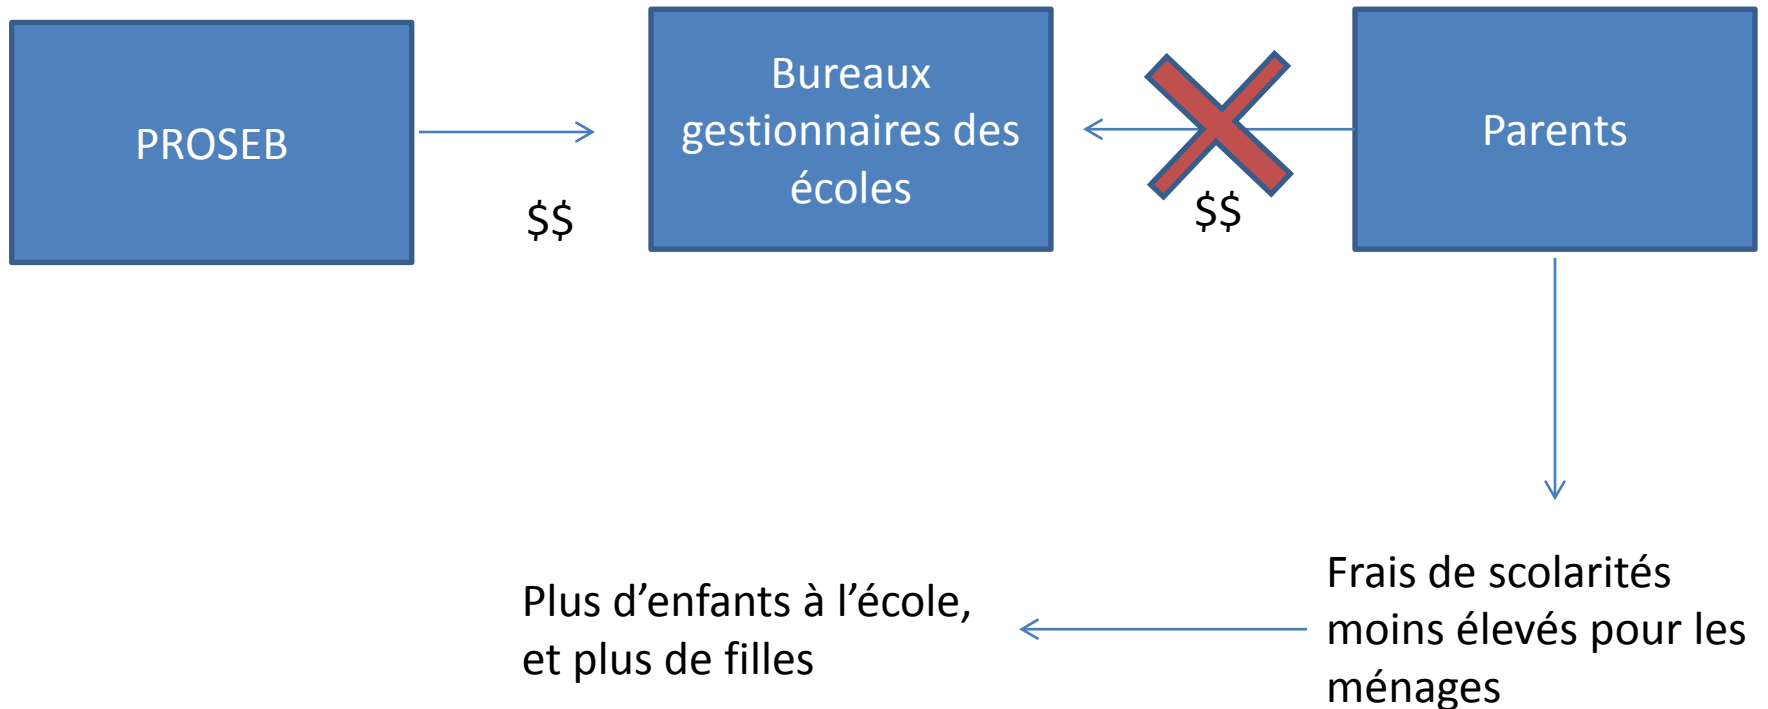 PROSEB
$$
Bureaux
gestionnaires des
écoles
$$
Parents
Frais de scolarités
moins élevés pour les
ménages
Plus d’enfants à l’école,
et plus de filles